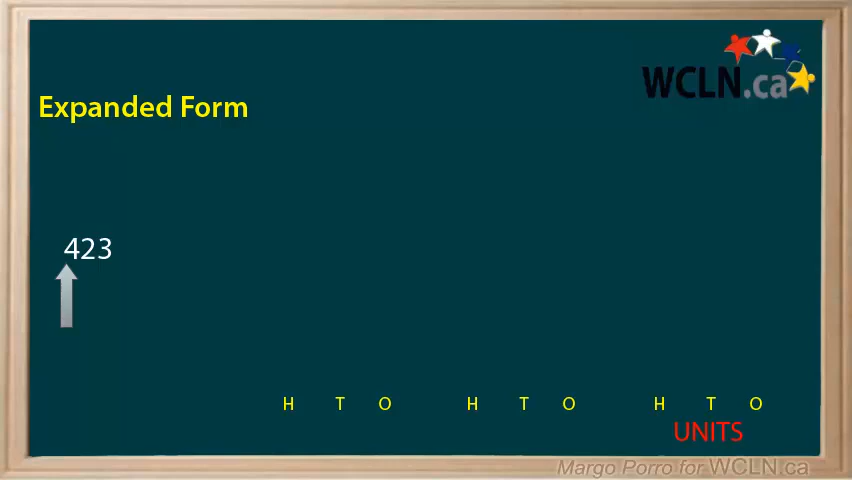 WCLN.ca
Expanded Form
423
H T O H T O H T O
UNITS
Margo Porro for WCLN.ca